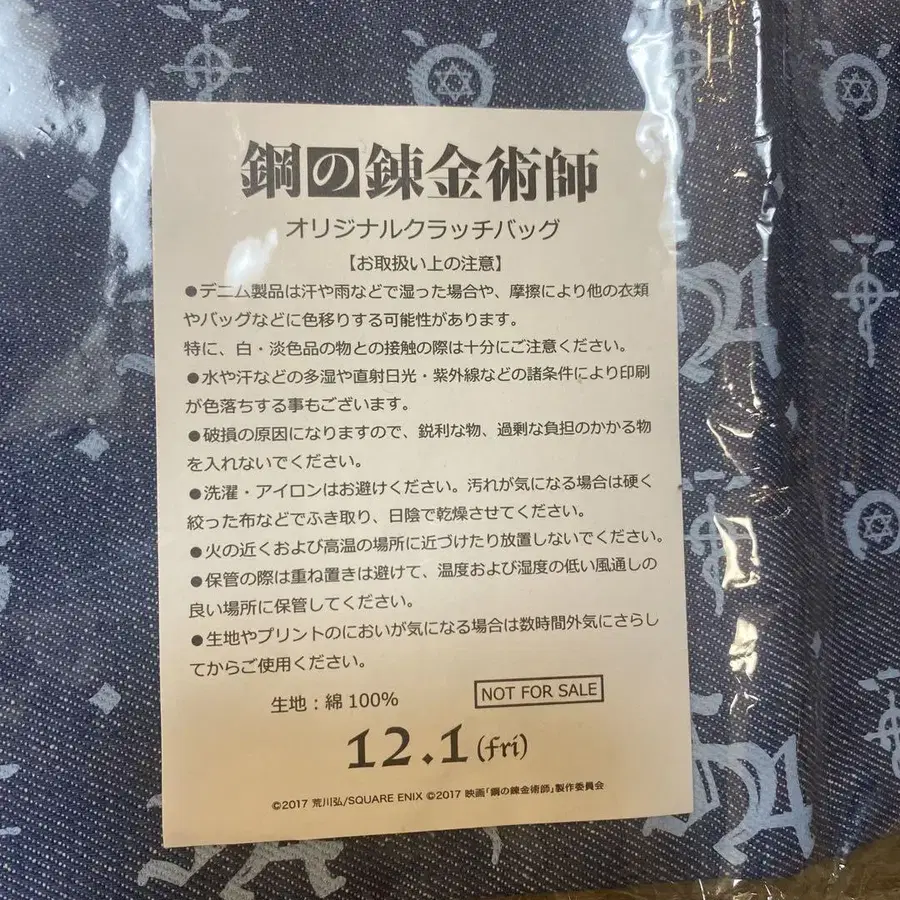 鋼の錬金術師
オリジナルクラッチバッグ
【お取扱い上の注意】
●デニム製品は汗や雨などで湿った場合や、摩擦により他の衣類
やバッグなどに色移りする可能性があります。
特に、白・淡色品の物との接触の際は十分にご注意ください。
●水や汗などの多湿や直射日光・紫外線などの諸条件により印刷
が色落ちする事もございます。
●破損の原因になりますので、鋭利な物、過剰な負担のかかる物
を入れないでください。
●洗濯・アイロンはお避けください。汚れが気になる場合は硬く
絞った布などでふき取り、日陰で乾燥させてください。
●火の近くおよび高温の場所に近づけたり放置しないでください。
●保管の際は重ね置きは避けて、温度および湿度の低い風通しの
良い場所に保管してください。
●生地やプリントのにおいが気になる場合は数時間外気にさらし
てからご使用ください。
生地：綿 100%
NOT FOR SALE
12.1(fri)
©2017 荒川弘/SQUARE ENIX ©2017 映画「鋼の錬金術師」製作委員会